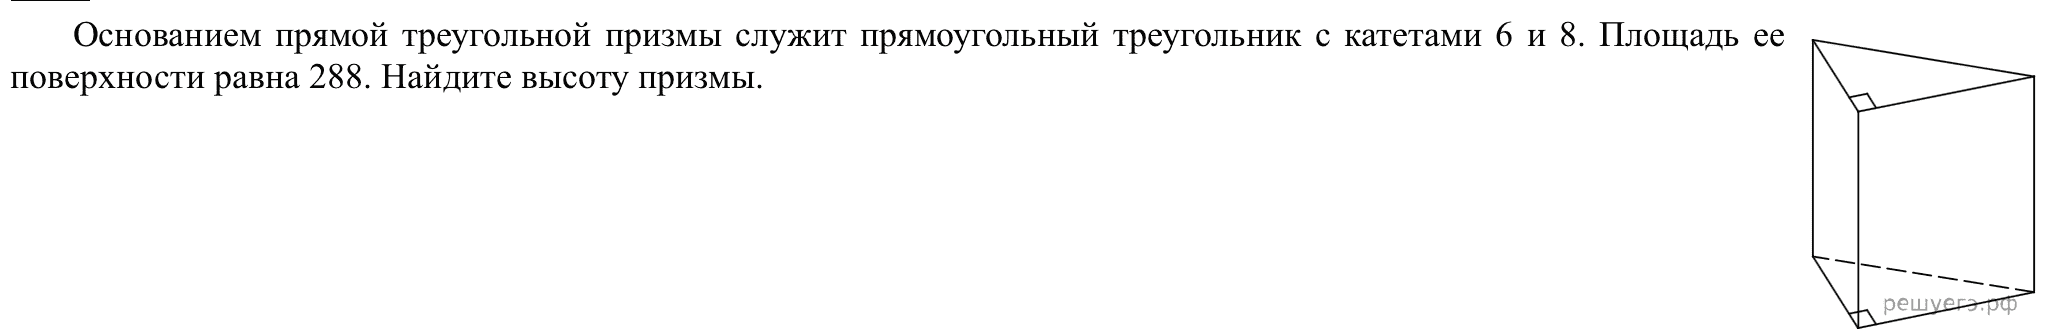 Основанием прямой треугольной призмы служит прямоугольный треугольник с катетами 6 и 8. Площадь ее
поверхности равна 288. Найдите высоту призмы.
решуегэ.рф